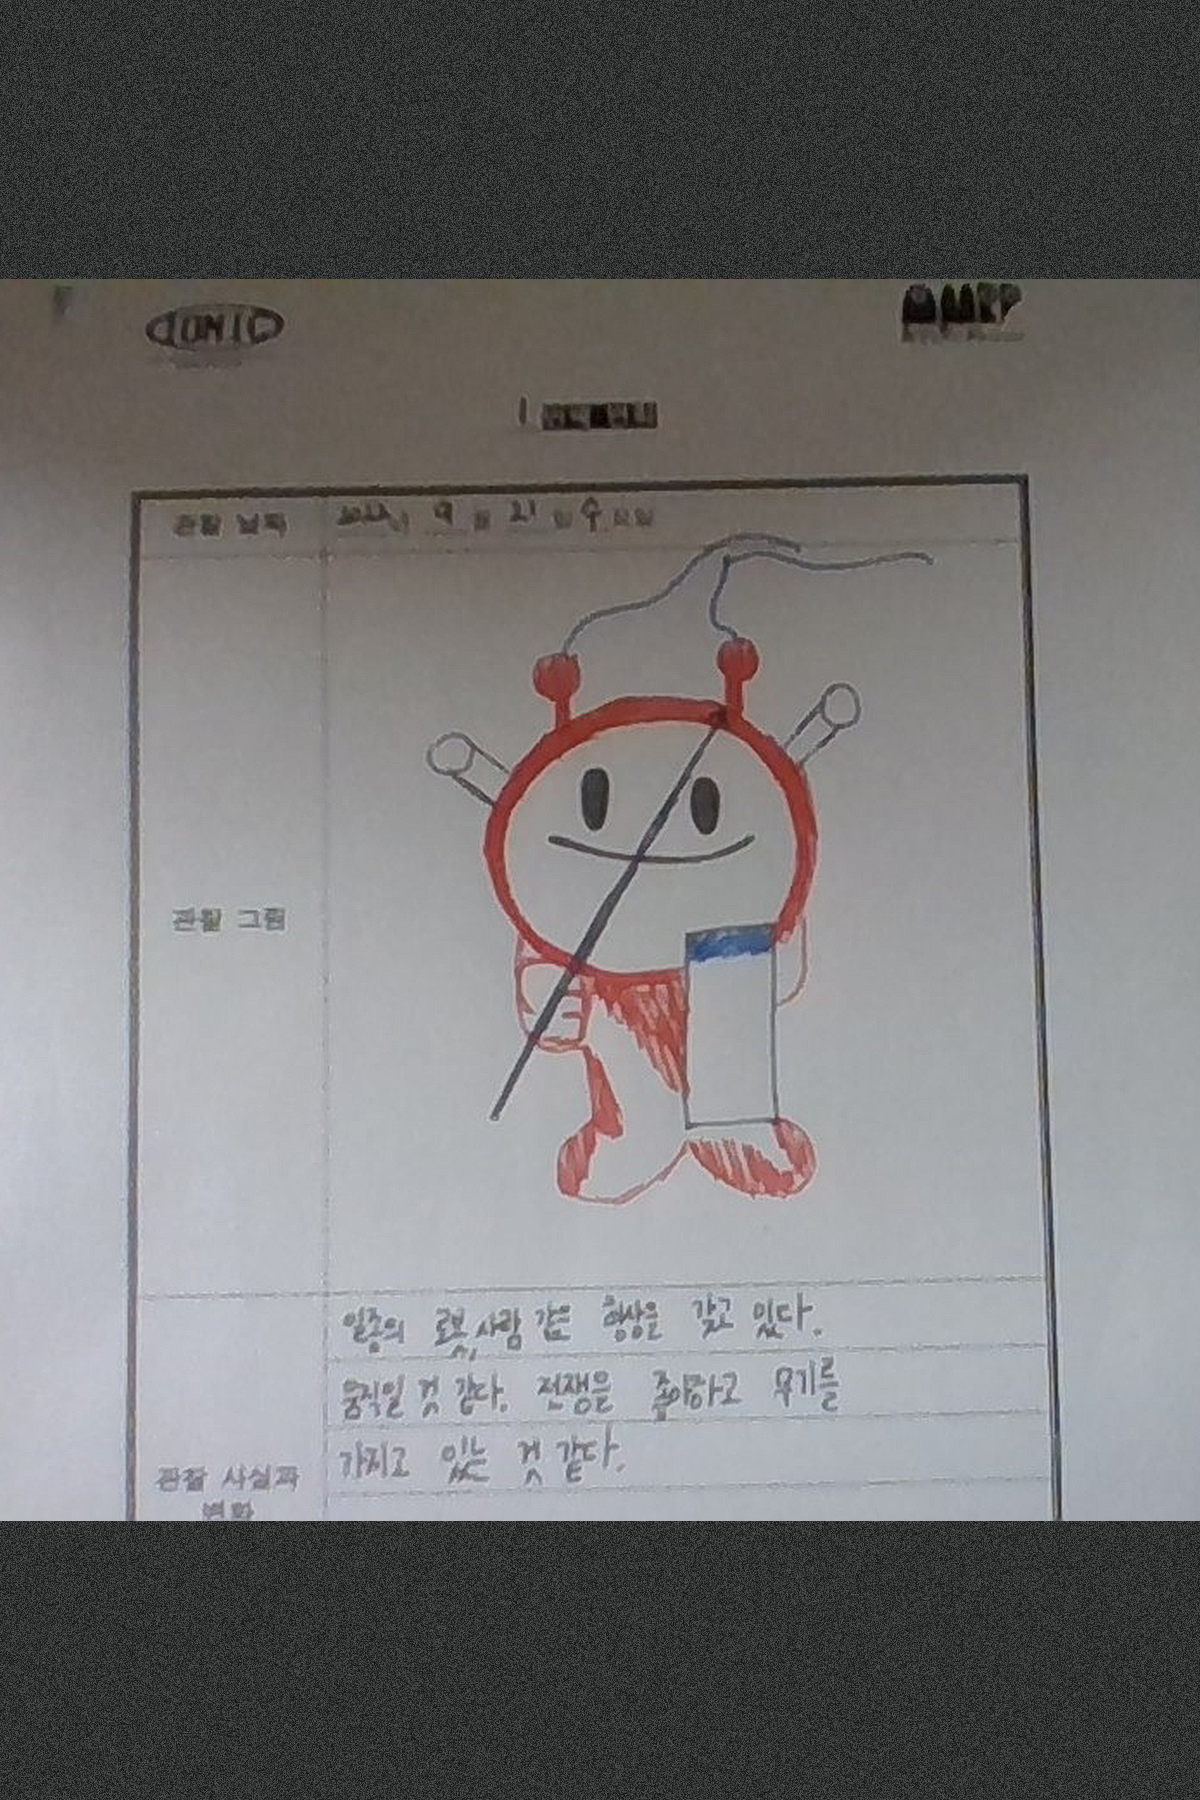 관찰 날짜 2022년 9월 21일 수요일
관찰 그림
일종의 로봇, 사람 같은 형상을 갖고 있다.
움직일 것 같다. 전쟁을 좋아하고 무기를
가지고 있는 것 같다.
관찰 사실과
변화